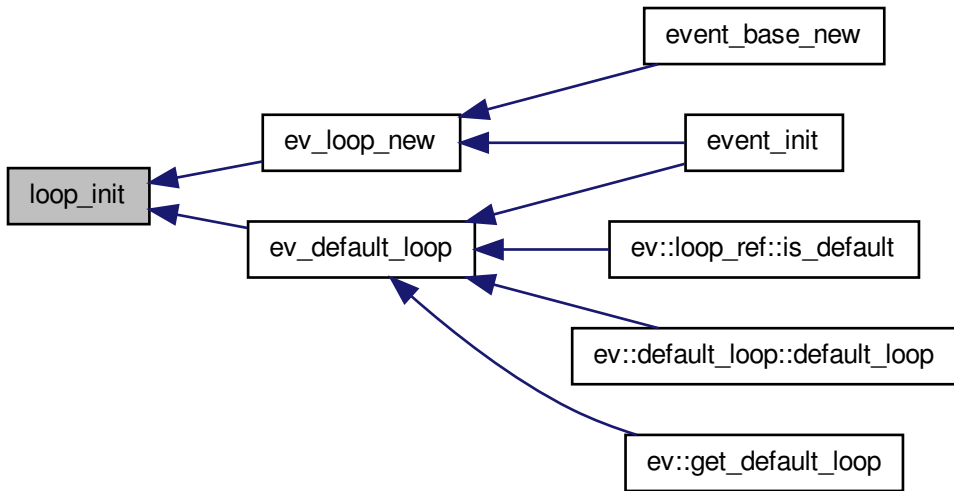 event_base_new
ev_loop_new
event_init
loop_init
ev_default_loop
ev::loop_ref::is_default
ev::default_loop::default_loop
ev::get_default_loop